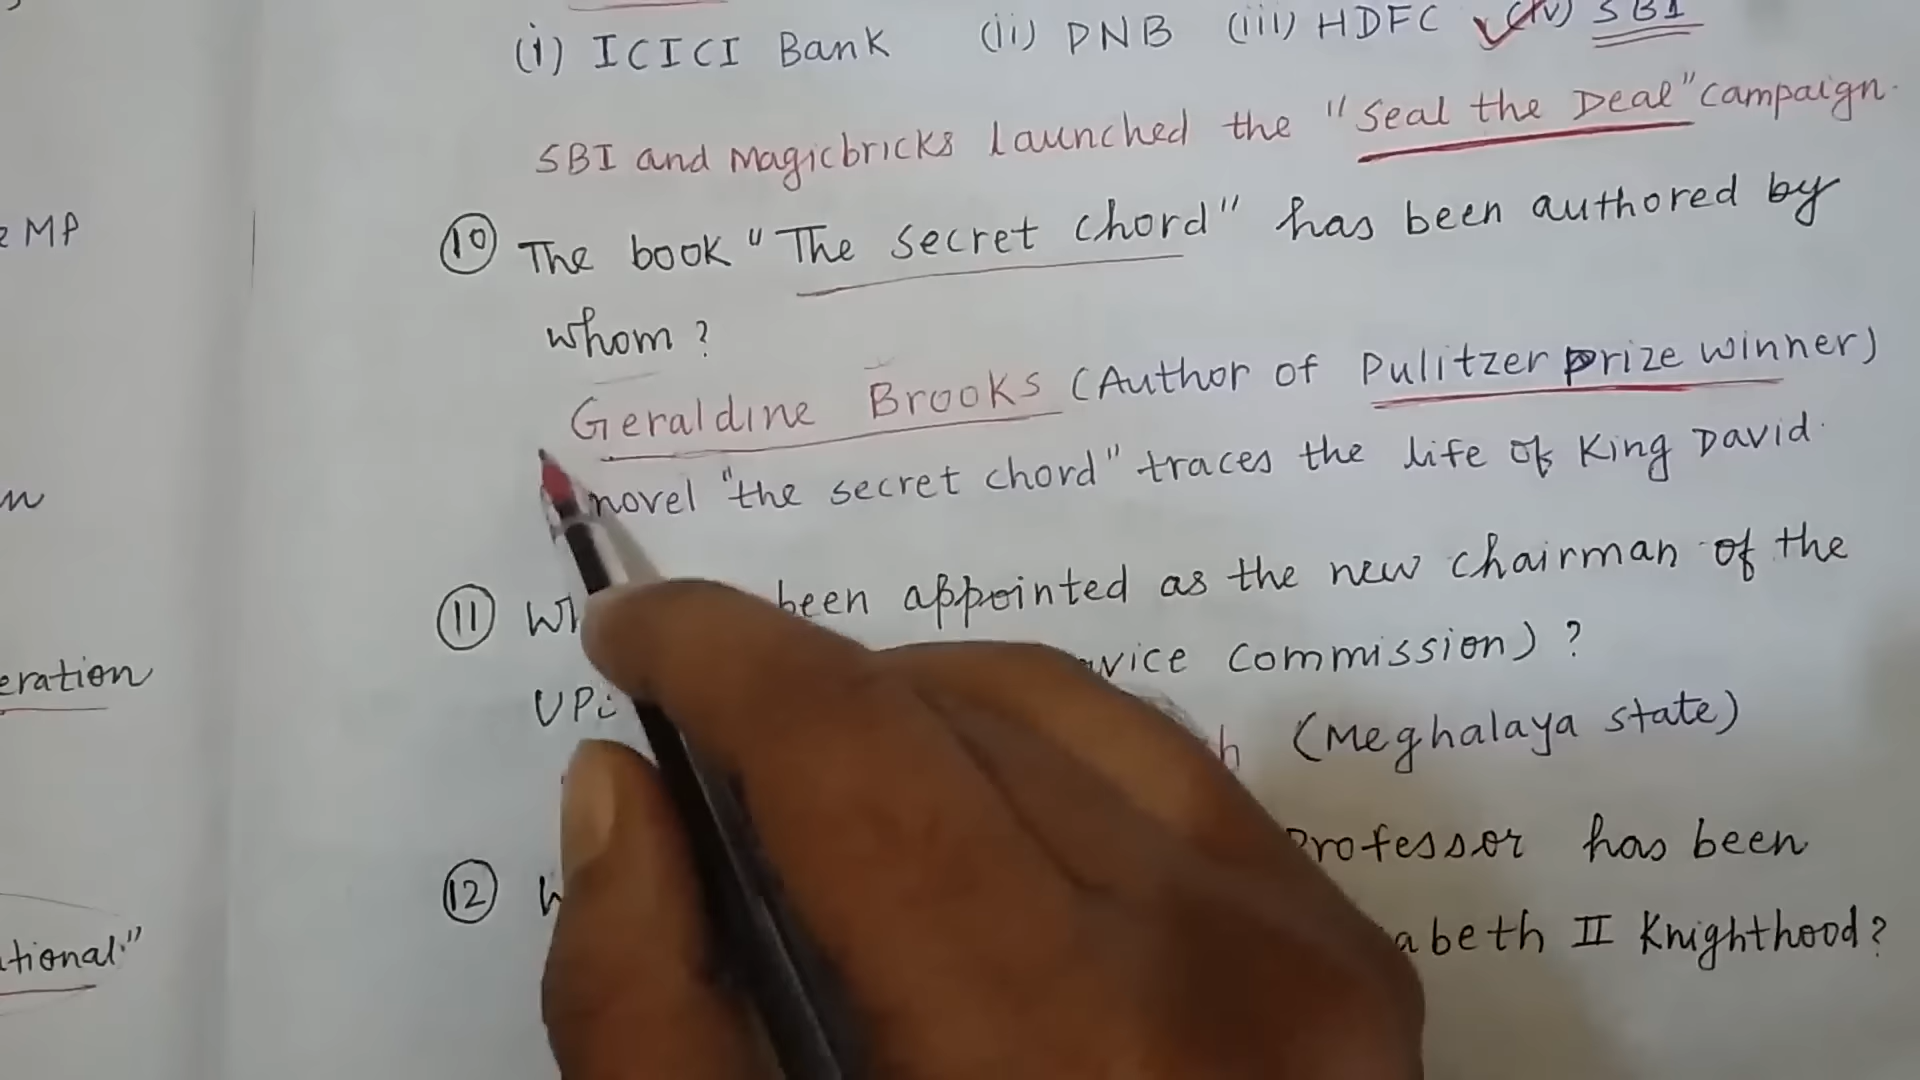 (i) ICICI Bank (ii) PNB (iii) HDFC (iv) SBI
SBI and Magicbricks launched the "Seal the Deal" campaign.
e MP
10 The book "The secret chord" has been authored by
whom?
Geraldine Brooks (Author of Pulitzer prize winner)
novel "the secret chord" traces the life of King David.
n
11 been appointed as the new chairman of the
commission)?
eration
(Meghalaya state)
12 Professor has been
abeth II Knighthood?
ational."